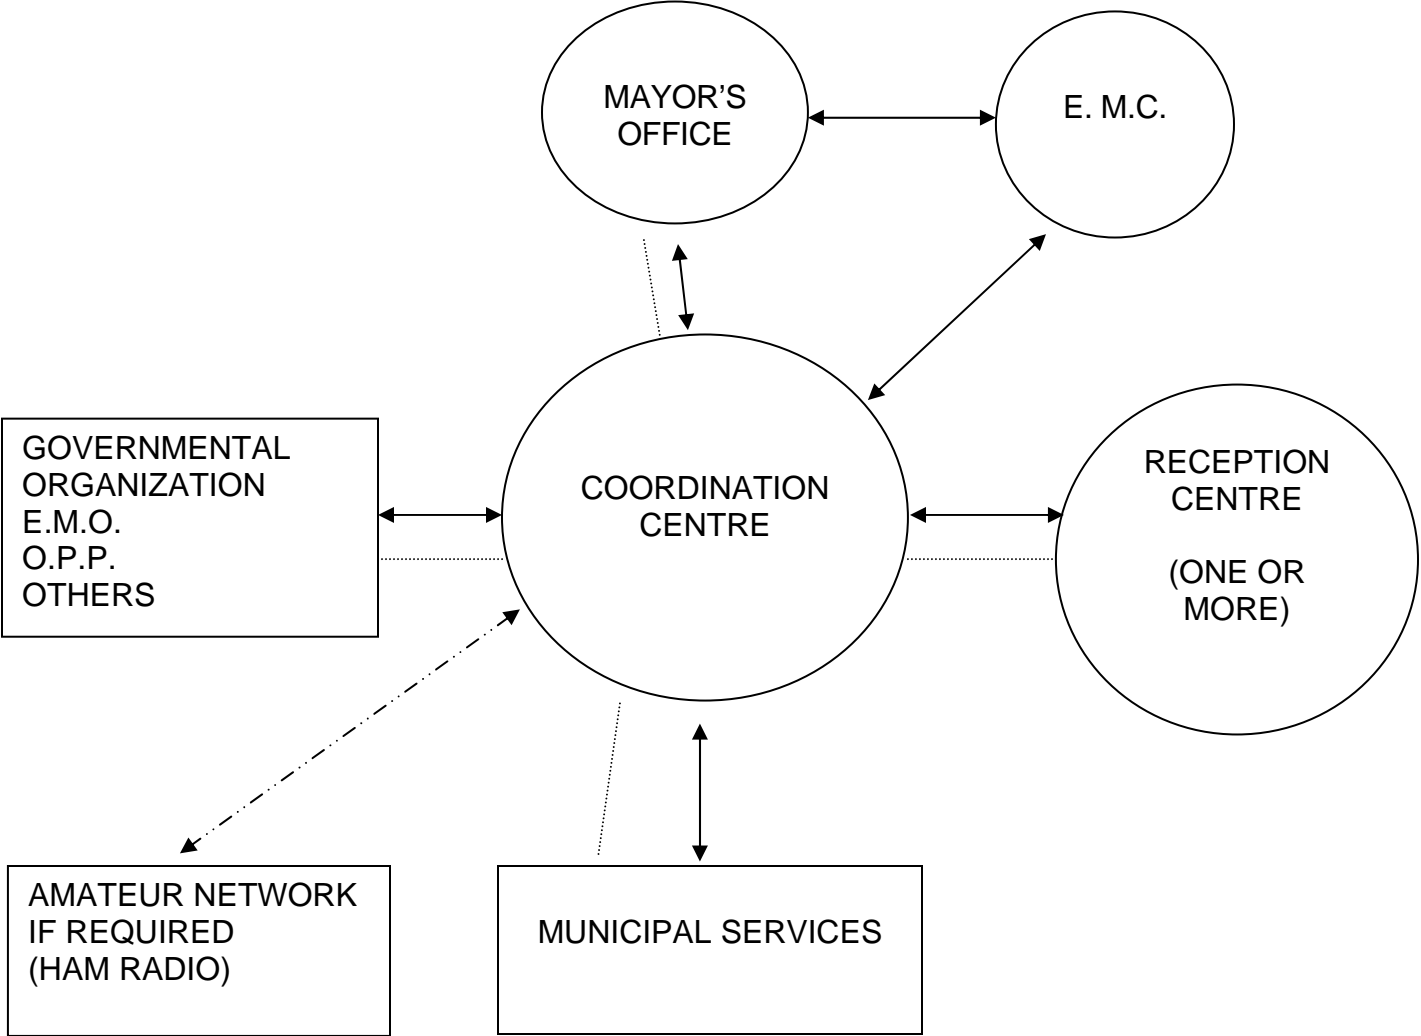 MAYOR’S
OFFICE
E. M.C.
GOVERNMENTAL
ORGANIZATION
E.M.O.
O.P.P.
OTHERS
COORDINATION
CENTRE
RECEPTION
CENTRE
(ONE OR
MORE)
AMATEUR NETWORK
IF REQUIRED
(HAM RADIO)
MUNICIPAL SERVICES